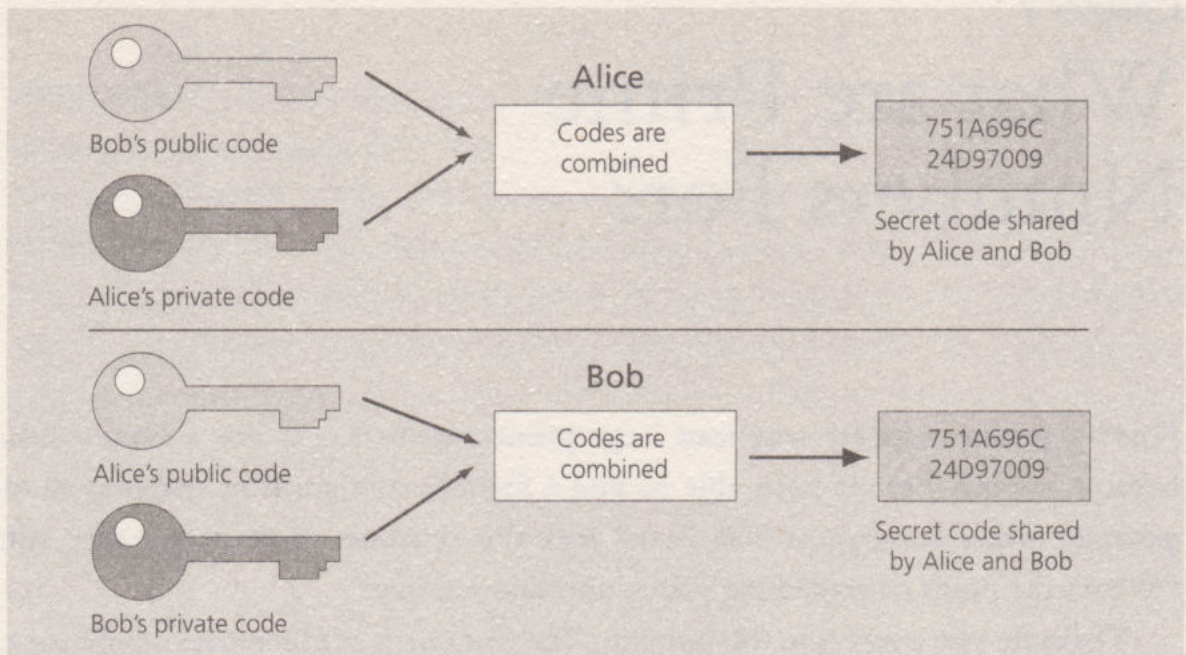 Bob's public code
Alice's private code
Alice
Codes are
combined
751A696C
24D97009
Secret code shared
by Alice and Bob
Alice's public code
Bob's private code
Bob
Codes are
combined
751A696C
24D97009
Secret code shared
by Alice and Bob